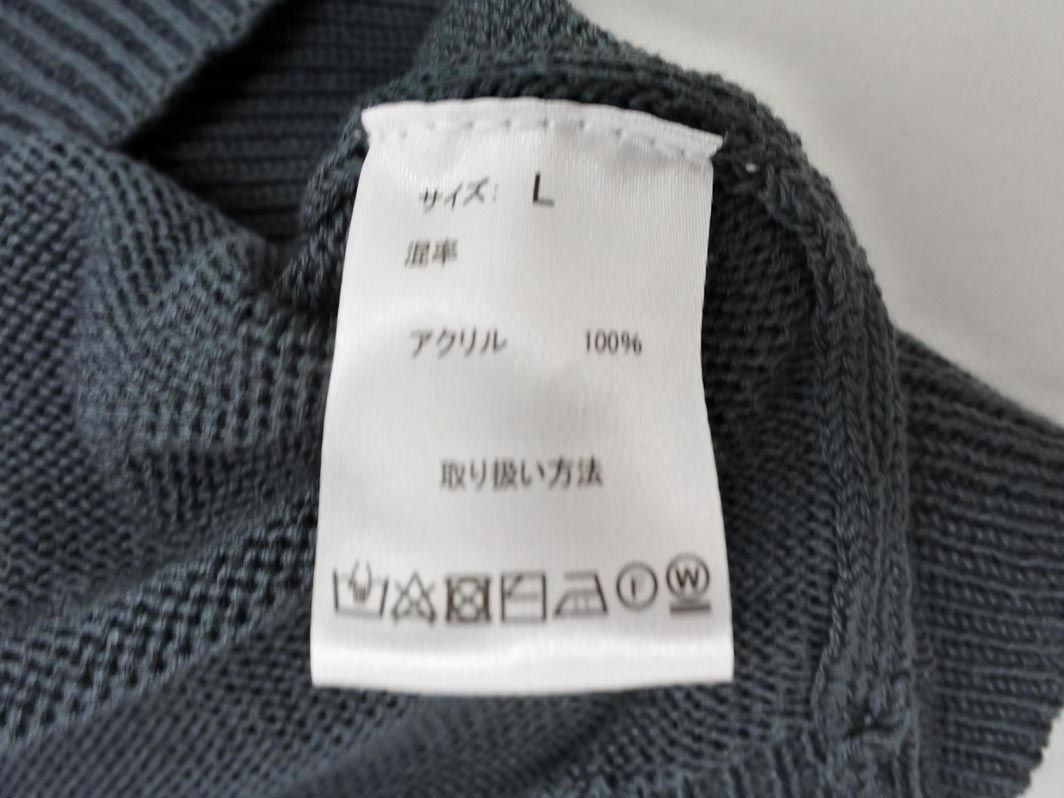 サイズ: L
混率
アクリル 100%
取り扱い方法
W